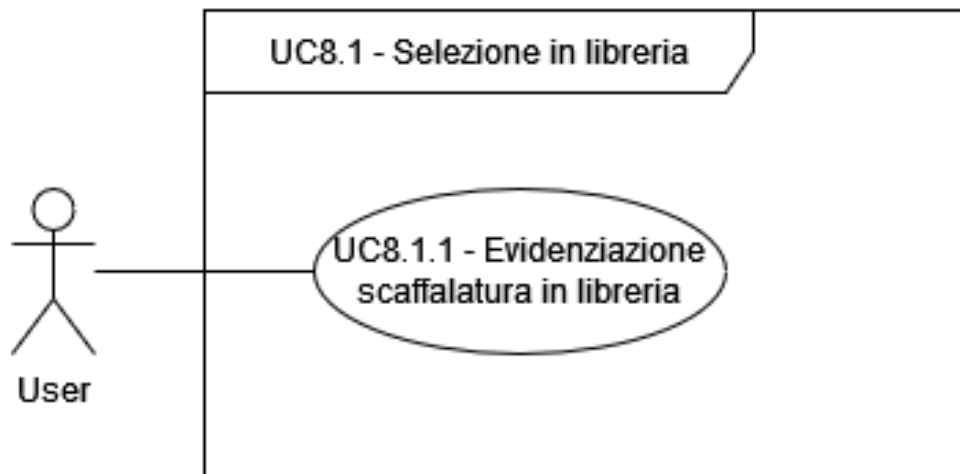 UC8.1 - Selezione in libreria
UC8.1.1 - Evidenziazione
scaffalatura in libreria
User